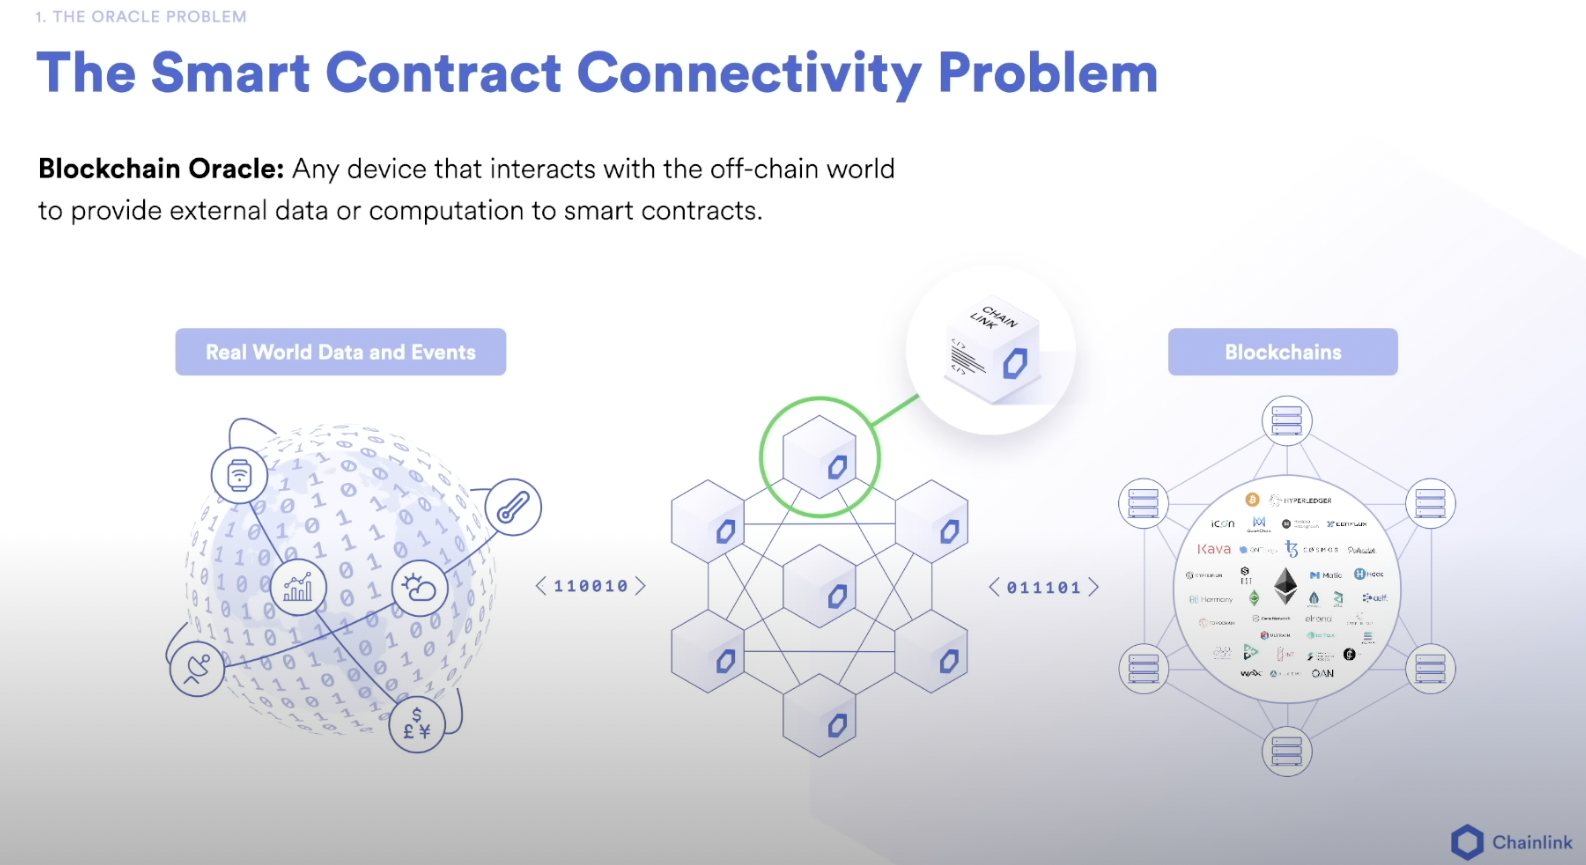 1. THE ORACLE PROBLEM
The Smart Contract Connectivity Problem
Blockchain Oracle: Any device that interacts with the off-chain world
to provide external data or computation to smart contracts.
Real World Data and Events
CHAIN
LINK
</>
</>
Blockchains
$
£¥
<110010>
<011101>
HYPERLEDGER
ICON
Kava
COSMOS
Polkadot
Matic
Harmony
elrond
WAX
QAN
Chainlink